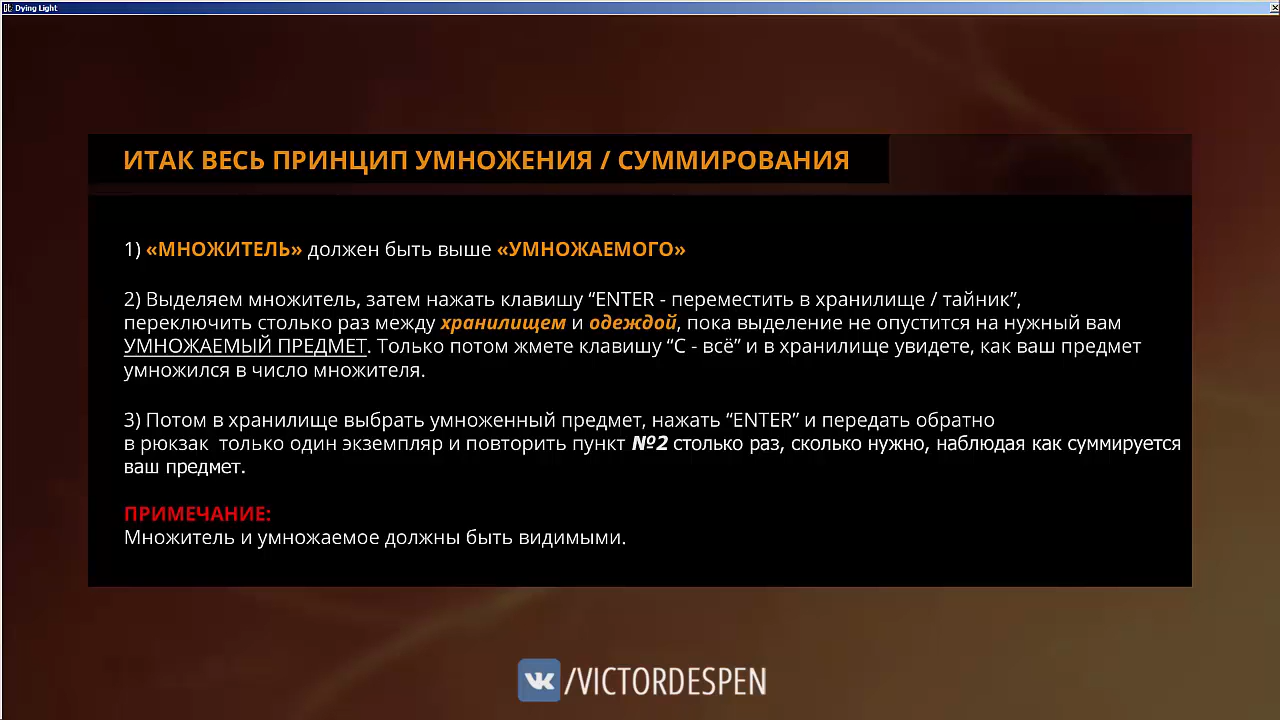 Dying Light
ИТАК ВЕСЬ ПРИНЦИП УМНОЖЕНИЯ / СУММИРОВАНИЯ
1) «МНОЖИТЕЛЬ» должен быть выше «УМНОЖАЕМОГО»
2) Выделяем множитель, затем нажать клавишу “ENTER - переместить в хранилище / тайник”,
переключить столько раз между хранилищем и одеждой, пока выделение не опустится на нужный вам
УМНОЖАЕМЫЙ ПРЕДМЕТ. Только потом жмете клавишу “C - всё” и в хранилище увидете, как ваш предмет
умножился в число множителя.
3) Потом в хранилище выбрать умноженный предмет, нажать “ENTER” и передать обратно
в рюкзак только один экземпляр и повторить пункт №2 столько раз, сколько нужно, наблюдая как суммируется
ваш предмет.
ПРИМЕЧАНИЕ:
Множитель и умножаемое должны быть видимыми.
/VICTORDESPEN